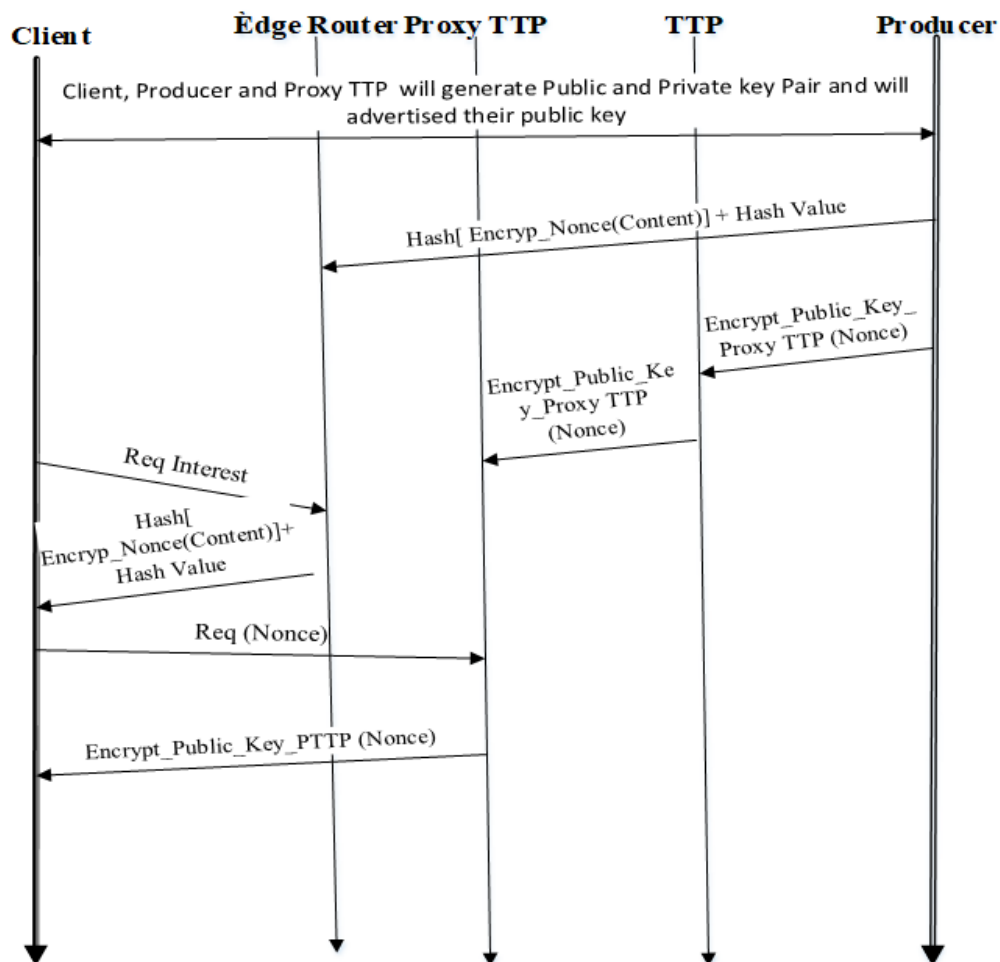 Client
Èdge Router Proxy TTP
TTP
Producer
Client, Producer and Proxy TTP will generate Public and Private key Pair and will
advertised their public key
Hash[ Encryp_Nonce(Content)] + Hash Value
Encrypt_Public_Key_
Proxy TTP (Nonce)
Encrypt_Public_Ke
y_Proxy TTP
(Nonce)
Req Interest
Hash[
Encryp_Nonce(Content)]+
Hash Value
Req (Nonce)
Encrypt_Public_Key_PTTP (Nonce)